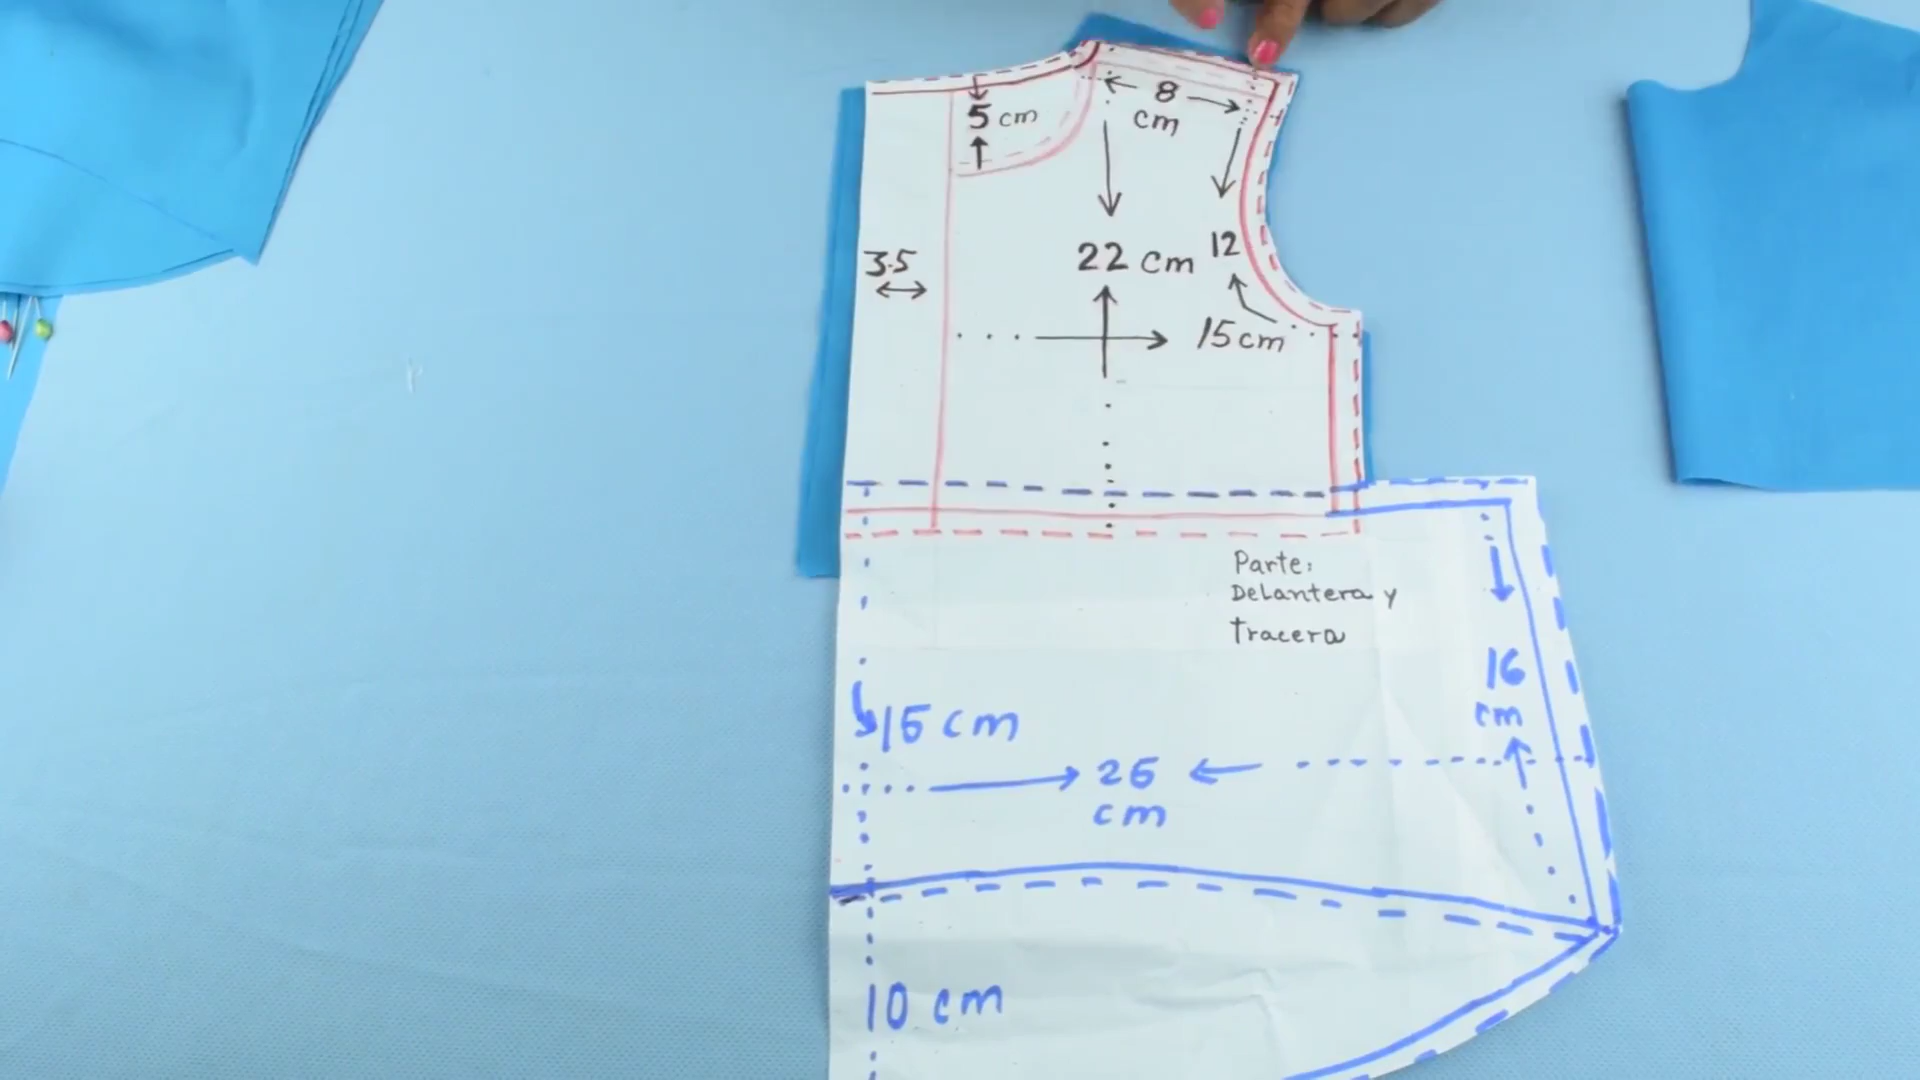 8
5 cm
cm
12
22 cm
3.5
15 cm
Parte:
Delantera y
tracera
16
cm
15 cm
26
cm
10 cm